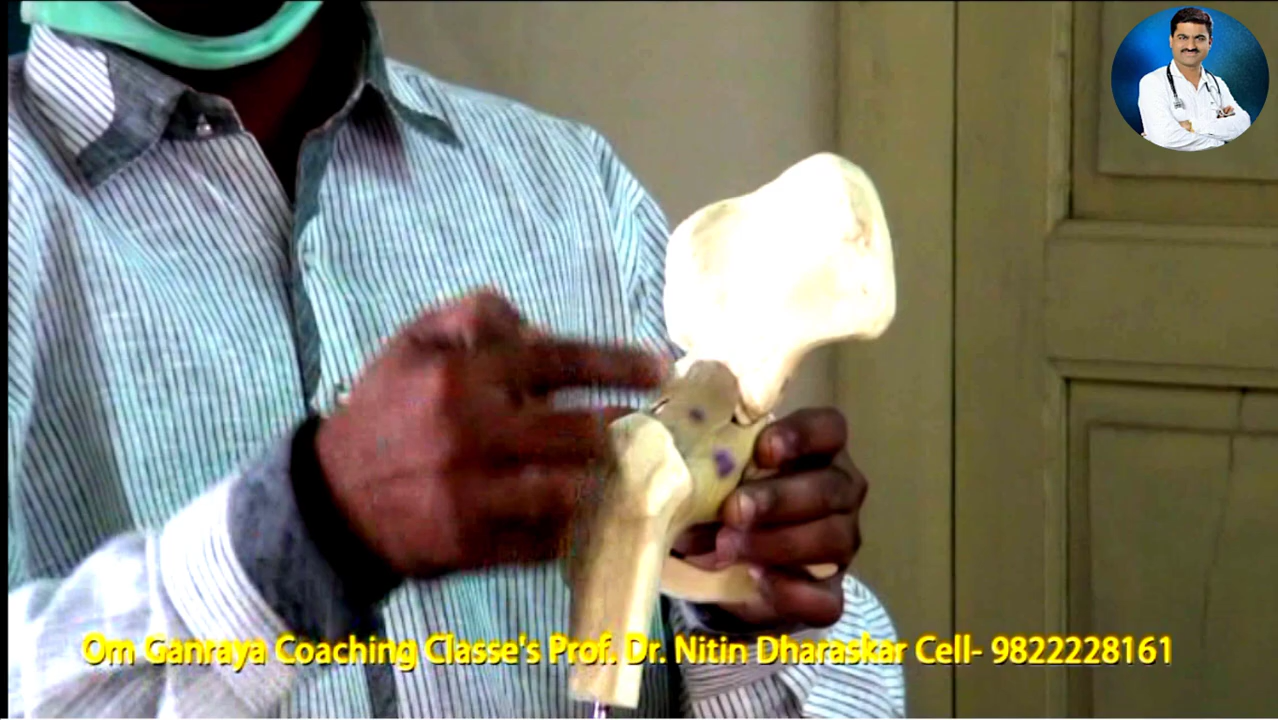 Om Ganraya Coaching Classe's Prof. Dr. Nitin Dharaskar Cell- 9822228161